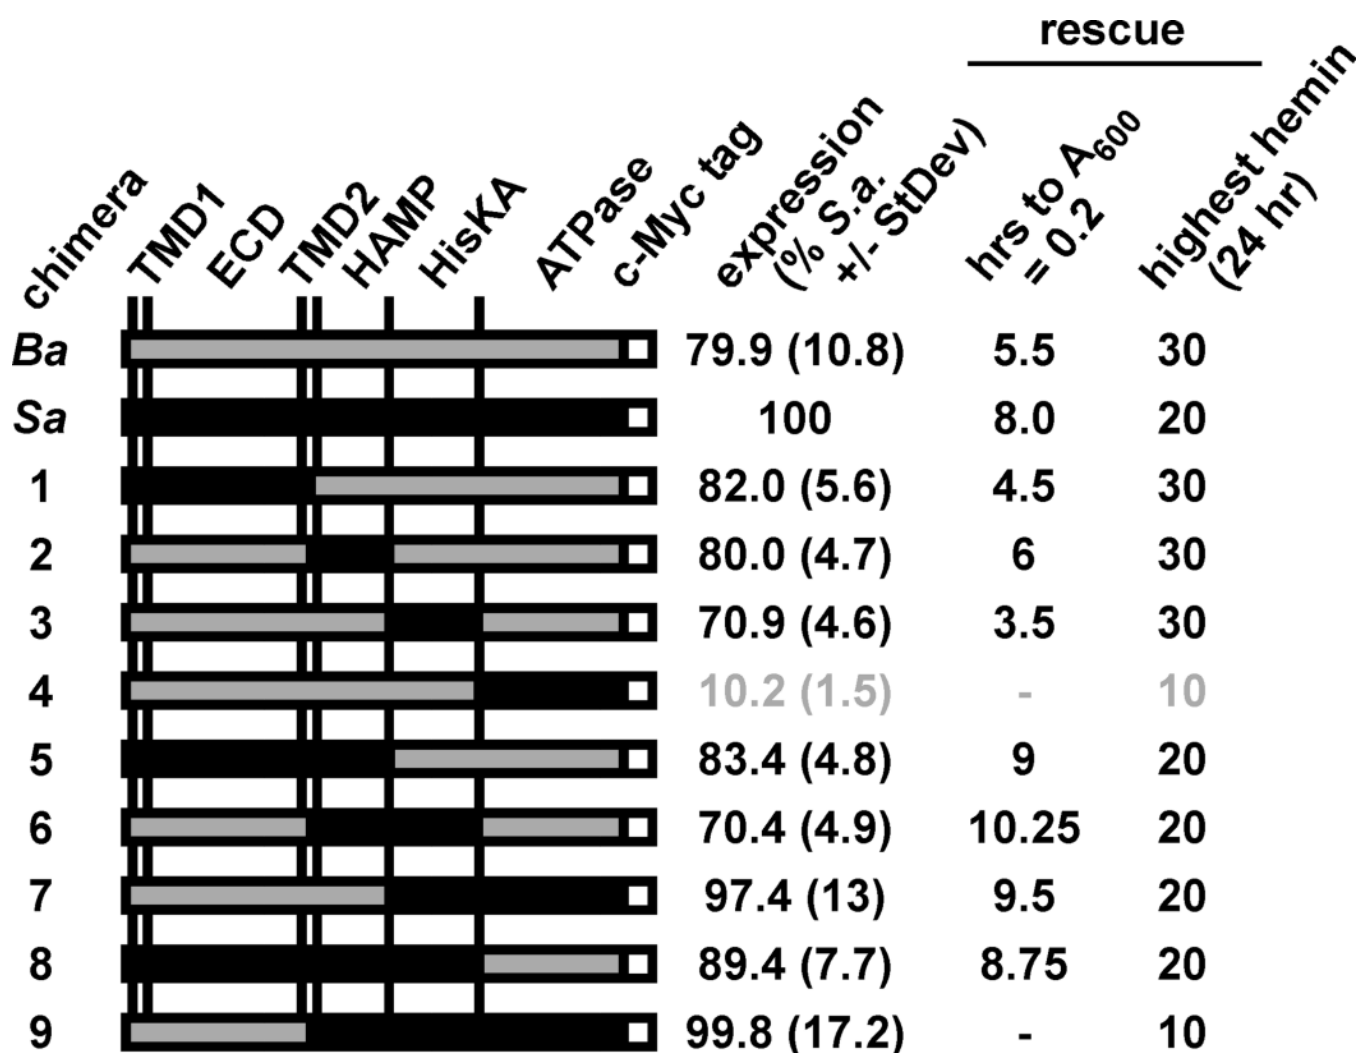 rescue
chimera
TMD1
ECD
TMD2
HAMP
HisKA
ATPase
c-Myc tag
expression
(% S.a.
+/- StDev)
hrs to A600
= 0.2
highest hemin
(24 hr)
Ba 79.9 (10.8) 5.5 30
Sa 100 8.0 20
1 82.0 (5.6) 4.5 30
2 80.0 (4.7) 6 30
3 70.9 (4.6) 3.5 30
4 10.2 (1.5) - 10
5 83.4 (4.8) 9 20
6 70.4 (4.9) 10.25 20
7 97.4 (13) 9.5 20
8 89.4 (7.7) 8.75 20
9 99.8 (17.2) - 10